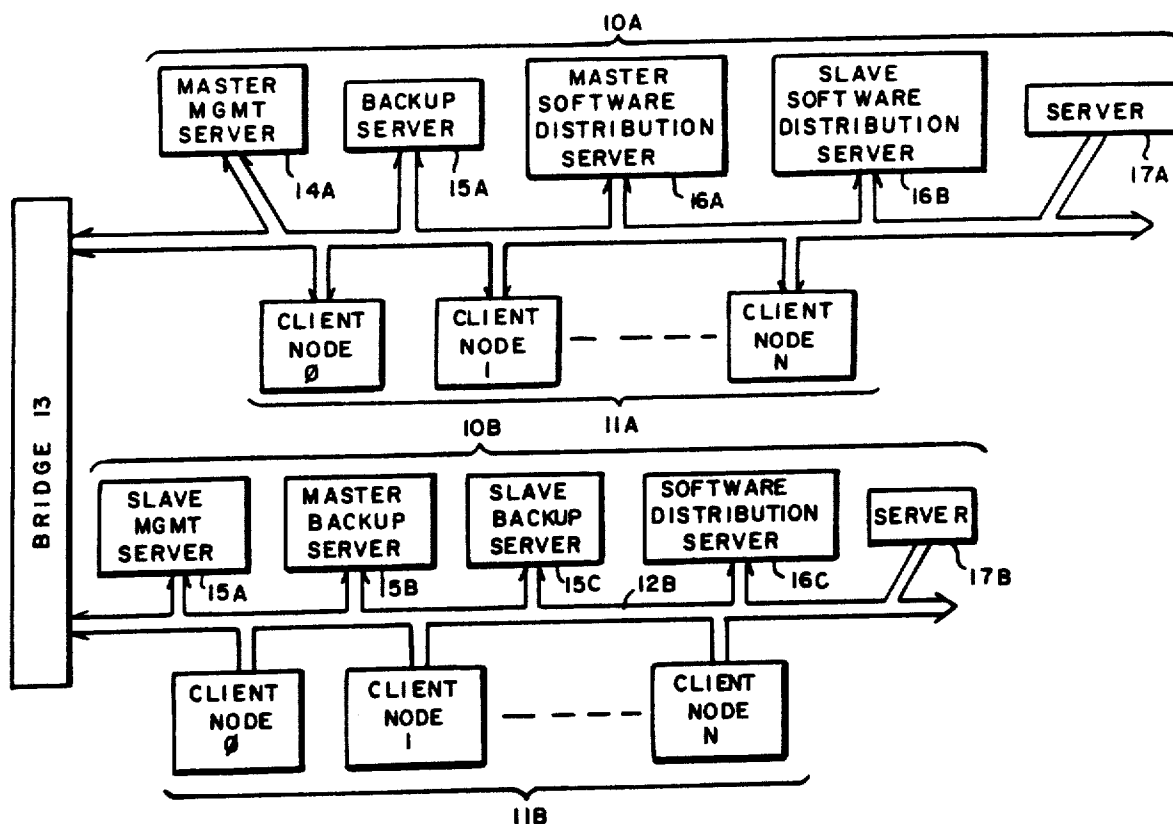 10A
MASTER
MGMT
SERVER
14A
BACKUP
SERVER
15A
MASTER
SOFTWARE
DISTRIBUTION
SERVER
16A
SLAVE
SOFTWARE
DISTRIBUTION
SERVER
16B
SERVER
17A
BRIDGE 13
CLIENT
NODE
Ø
CLIENT
NODE
1
CLIENT
NODE
N
11A
10B
SLAVE
MGMT
SERVER
15A
MASTER
BACKUP
SERVER
15B
SLAVE
BACKUP
SERVER
15C
12B
SOFTWARE
DISTRIBUTION
SERVER
16C
SERVER
17B
CLIENT
NODE
Ø
CLIENT
NODE
1
CLIENT
NODE
N
11B